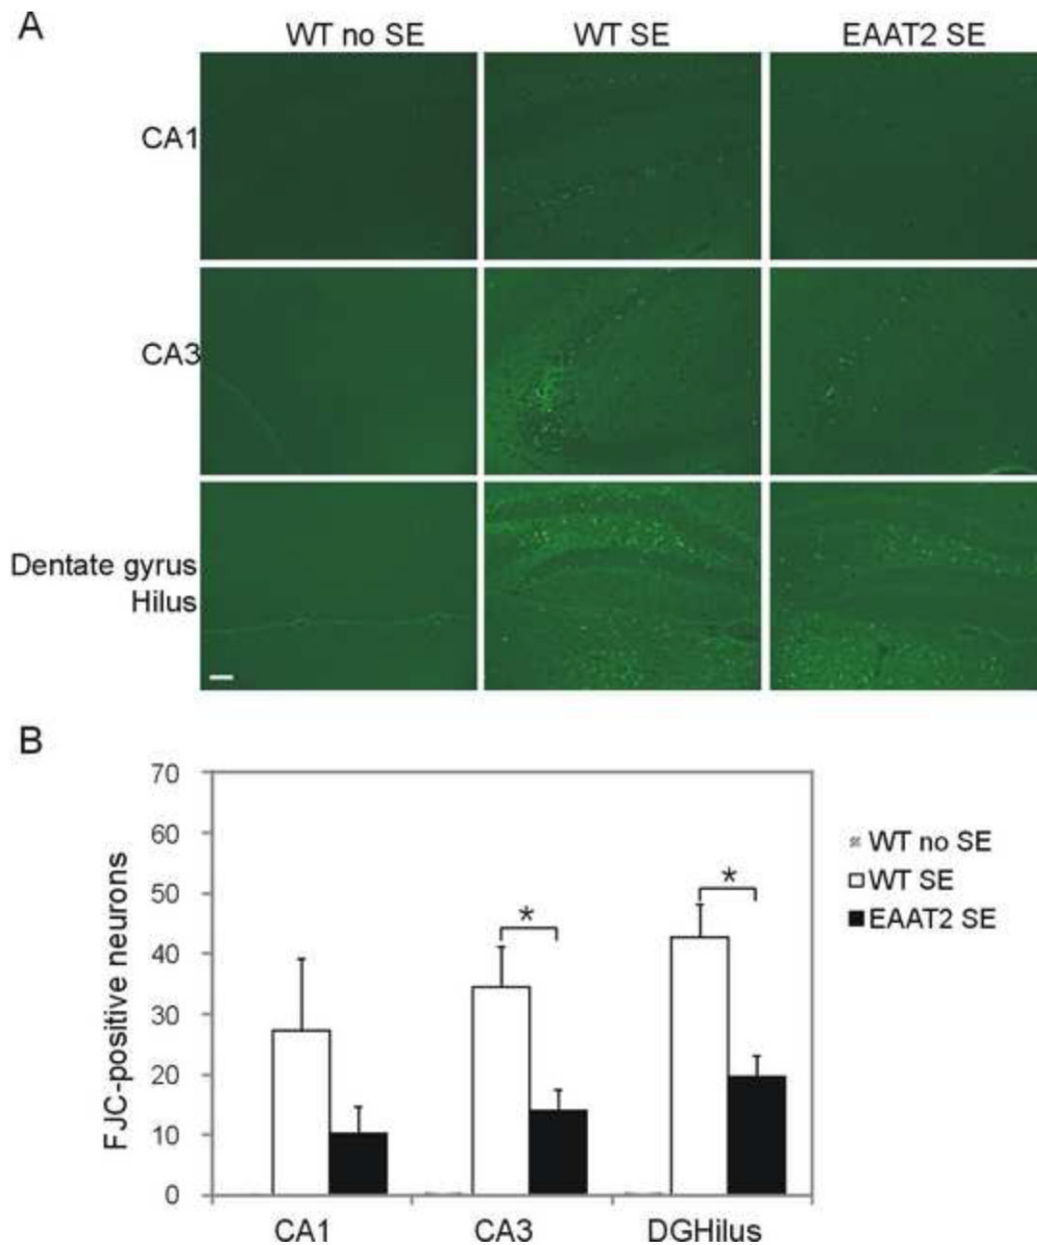 A
WT no SE WT SE EAAT2 SE
CA1
CA3
Dentate gyrus
Hilus
B
70
60
50
40
30
20
10
0
FJC-positive neurons
*
*
WT no SE
WT SE
EAAT2 SE
CA1 CA3 DGHilus